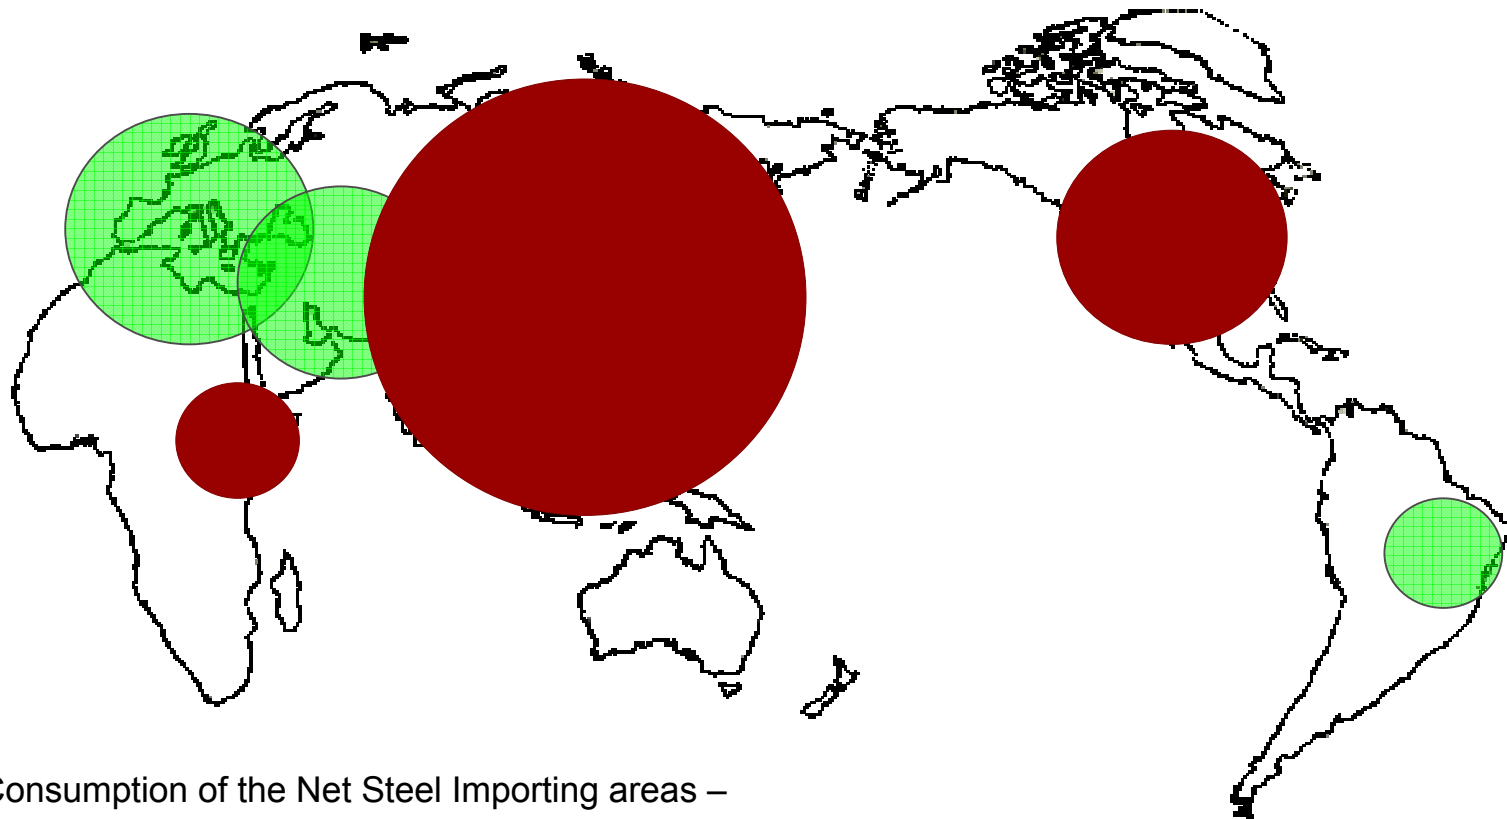 Consumption of the Net Steel Importing areas –